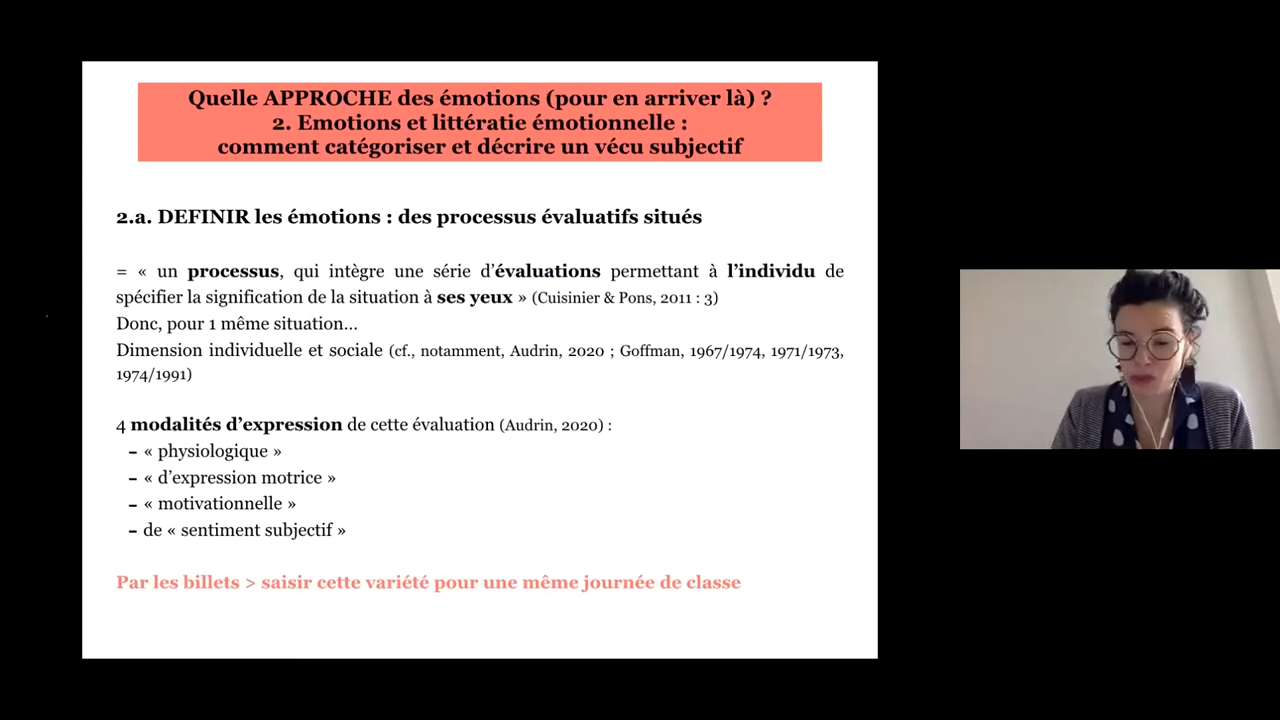 Quelle APPROCHE des émotions (pour en arriver là) ?
2. Emotions et littératie émotionnelle :
comment catégoriser et décrire un vécu subjectif
2.a. DEFINIR les émotions : des processus évaluatifs situés
= « un processus, qui intègre une série d’évaluations permettant à l’individu de
spécifier la signification de la situation à ses yeux » (Cuisinier & Pons, 2011 : 3)
Donc, pour 1 même situation…
Dimension individuelle et sociale (cf., notamment, Audrin, 2020 ; Goffman, 1967/1974, 1971/1973,
1974/1991)
4 modalités d’expression de cette évaluation (Audrin, 2020) :
– « physiologique »
– « d’expression motrice »
– « motivationnelle »
– de « sentiment subjectif »
Par les billets > saisir cette variété pour une même journée de classe